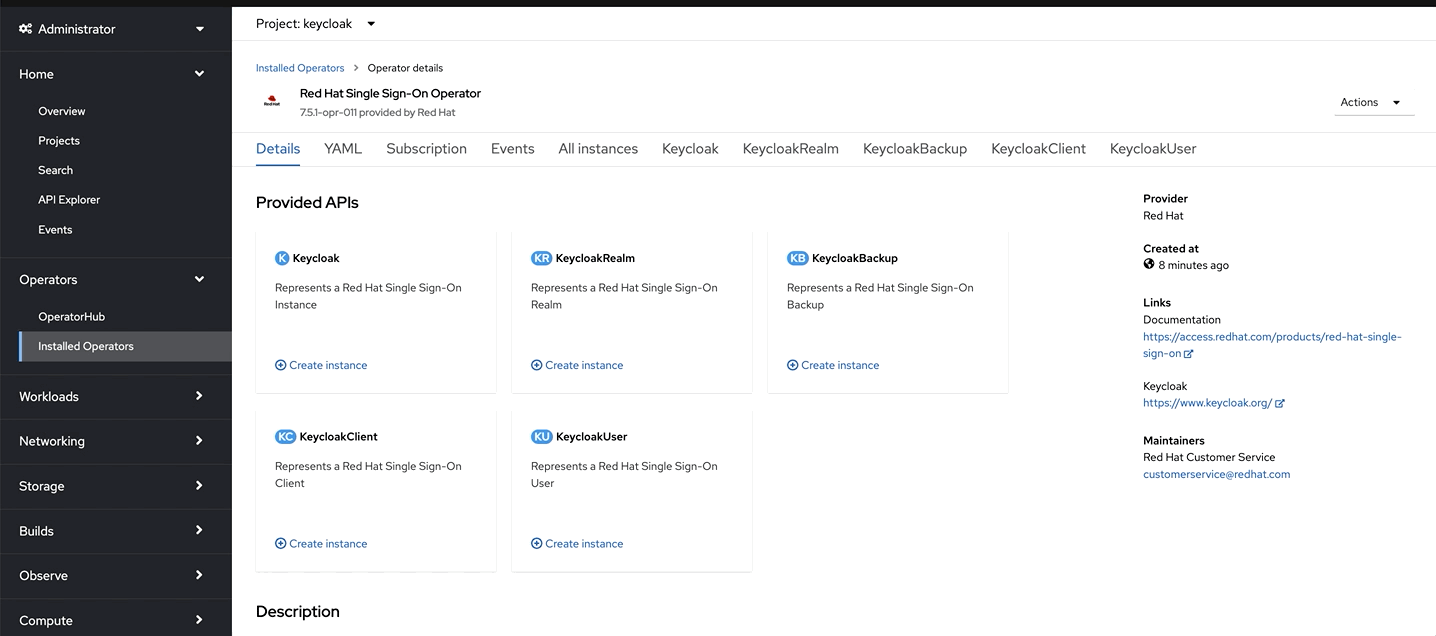 Administrator
Home
Overview
Projects
Search
API Explorer
Events
Operators
OperatorHub
Installed Operators
Workloads
Networking
Storage
Builds
Observe
Compute
Project: keycloak
Installed Operators > Operator details
Red Hat
Red Hat Single Sign-On Operator
7.5.1-opr-011 provided by Red Hat
Actions
Details YAML Subscription Events All instances Keycloak KeycloakRealm KeycloakBackup KeycloakClient KeycloakUser
Provided APIs
K Keycloak
Represents a Red Hat Single Sign-On
Instance
Create instance
KR KeycloakRealm
Represents a Red Hat Single Sign-On
Realm
Create instance
KB KeycloakBackup
Represents a Red Hat Single Sign-On
Backup
Create instance
KC KeycloakClient
Represents a Red Hat Single Sign-On
Client
Create instance
KU KeycloakUser
Represents a Red Hat Single Sign-On
User
Create instance
Description
Provider
Red Hat
Created at
8 minutes ago
Links
Documentation
https://access.redhat.com/products/red-hat-single-
sign-on
Keycloak
https://www.keycloak.org/
Maintainers
Red Hat Customer Service
customerservice@redhat.com